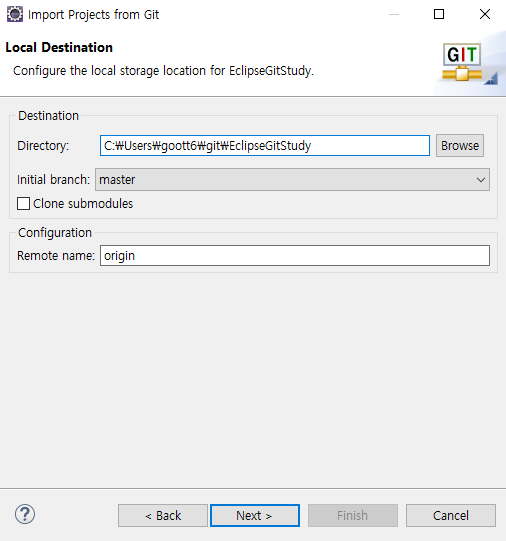 Import Projects from Git
Local Destination
Configure the local storage location for EclipseGitStudy.
GIT
Destination
Directory: C:₩Users₩goott6₩git₩EclipseGitStudy Browse
Initial branch: master
Clone submodules
Configuration
Remote name: origin
? < Back Next > Finish Cancel